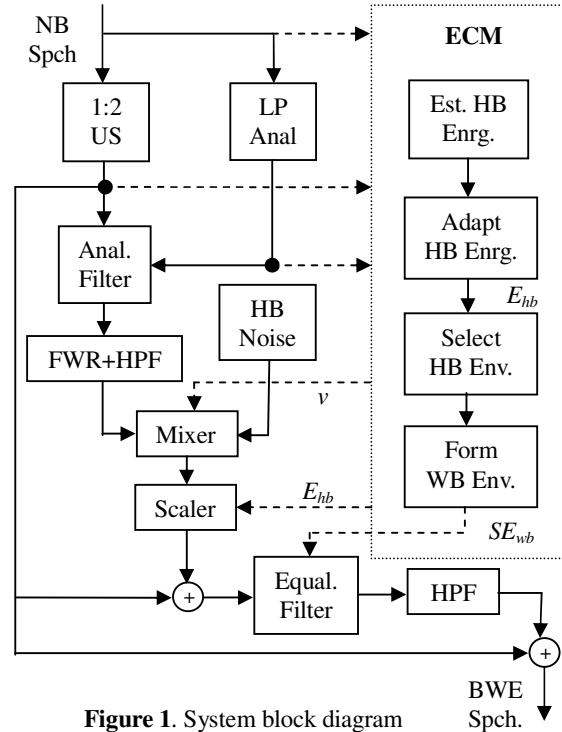 NB
Spch
ECM
1:2
US
LP
Anal
Est. HB
Enrg.
Adapt
HB Enrg.
Anal.
Filter
HB
Noise
E_hb
Select
HB Env.
FWR+HPF
v
Mixer
Form
WB Env.
Scaler
E_hb
SE_wb
Equal.
Filter
HPF
+
+
BWE
Spch.
Figure 1. System block diagram